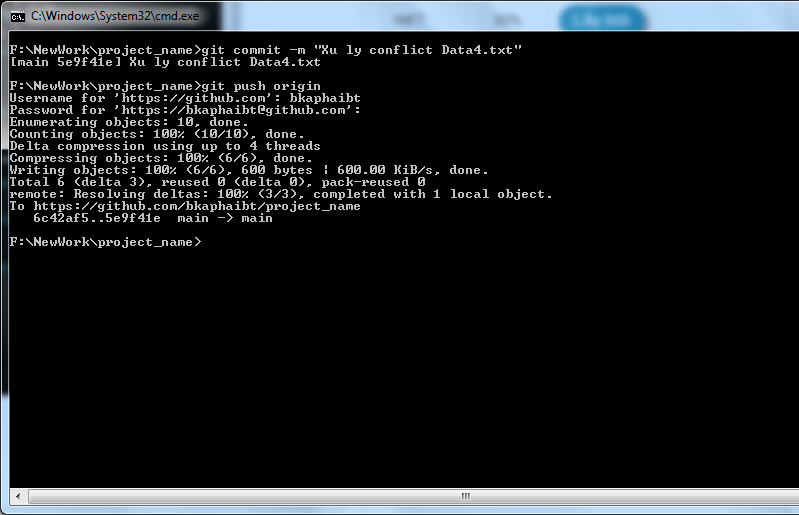 C:\Windows\System32\cmd.exe
F:\NewWork\project_name>git commit -m "Xu ly conflict Data4.txt"
[main 5e9f41e] Xu ly conflict Data4.txt
F:\NewWork\project_name>git push origin
Username for 'https://github.com': bkaphaibt
Password for 'https://bkaphaibt@github.com':
Enumerating objects: 10, done.
Counting objects: 100% (10/10), done.
Delta compression using up to 4 threads
Compressing objects: 100% (6/6), done.
Writing objects: 100% (6/6), 600 bytes ¦ 600.00 KiB/s, done.
Total 6 (delta 3), reused 0 (delta 0), pack-reused 0
remote: Resolving deltas: 100% (3/3), completed with 1 local object.
To https://github.com/bkaphaibt/project_name
   6c42af5..5e9f41e  main -> main
F:\NewWork\project_name>